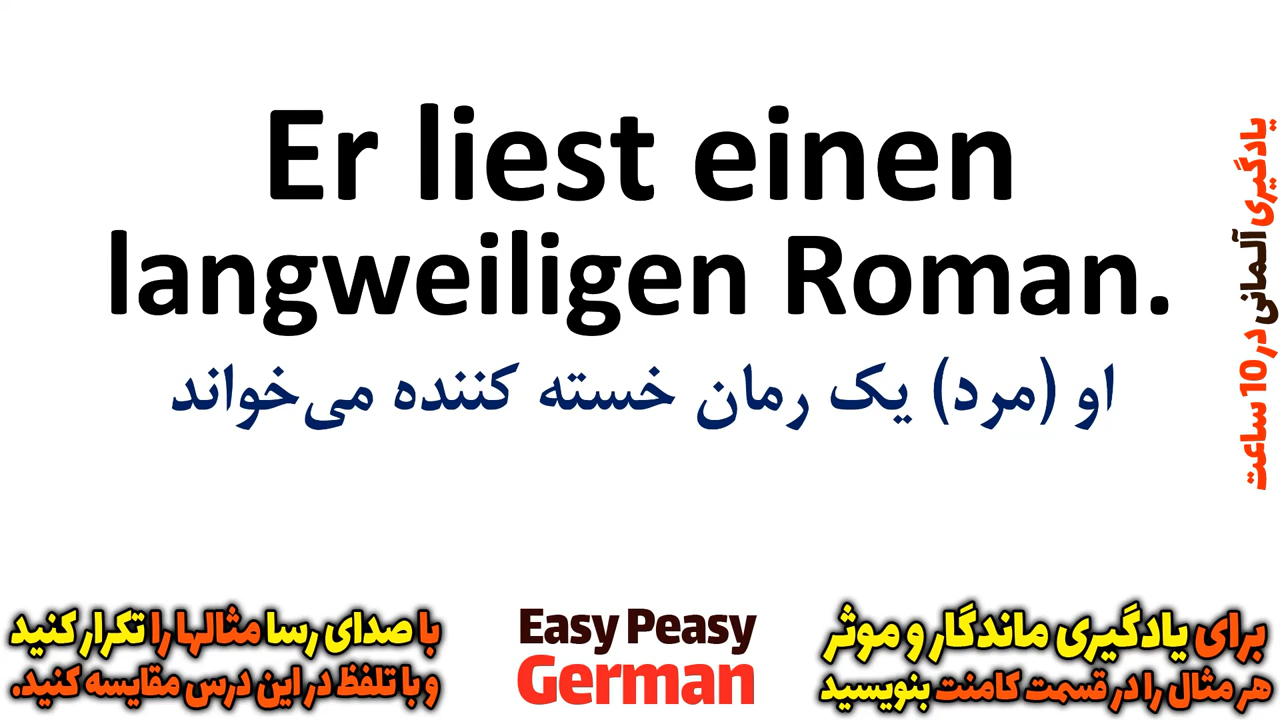 Er liest einen
langweiligen Roman.
او (مرد) یک رمان خسته کننده می‌خواند
یادگیری آلمانی در 10 ساعت
با صدای رسا مثالها را تکرار کنید
و با تلفظ در این درس مقایسه کنید.
Easy Peasy
German
برای یادگیری ماندگار و موثر
هر مثال را در قسمت کامنت بنویسید